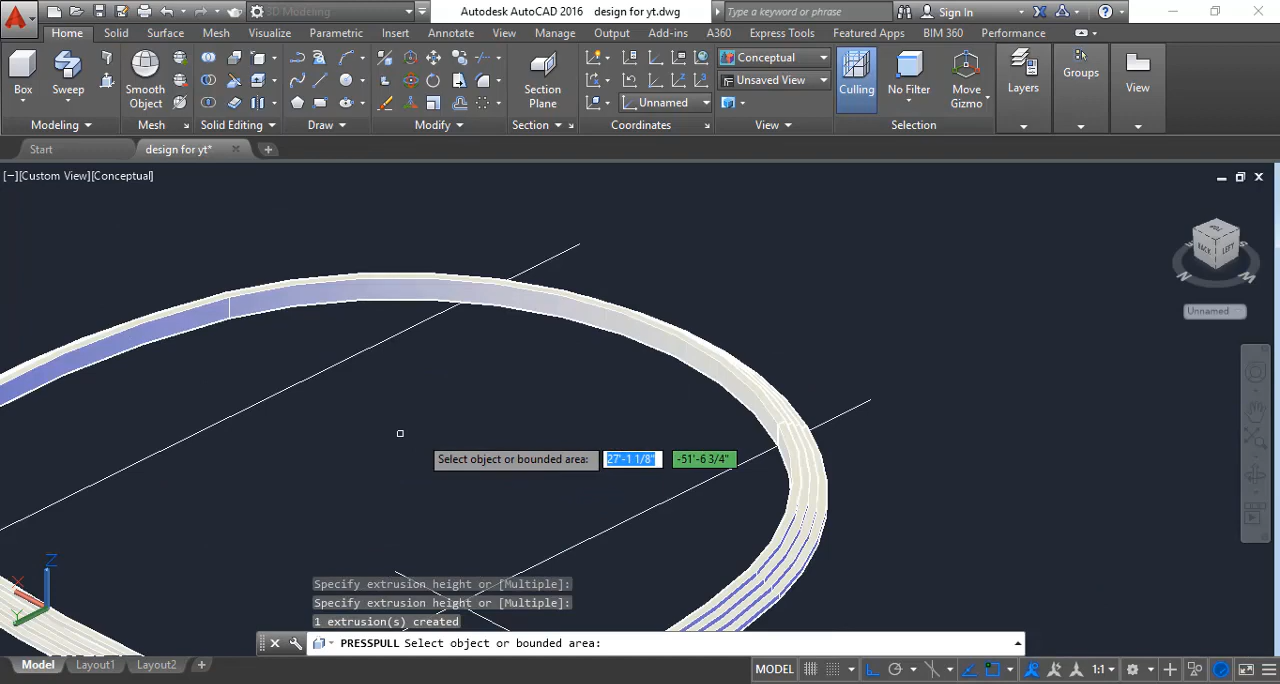 3D Modeling
Autodesk AutoCAD 2016 design for yt.dwg
Type a keyword or phrase
Sign In
Home Solid Surface Mesh Visualize Parametric Insert Annotate View Manage Output Add-ins A360 Express Tools Featured Apps BIM 360 Performance
Box
Sweep
Smooth
Object
Section
Plane
Conceptual
Unsaved View
Unnamed
Culling
No Filter
Move
Gizmo
Layers
Groups
View
Modeling Mesh Solid Editing Draw Modify Section Coordinates View Selection
Start
design for yt*
[−][Custom View][Conceptual]
BACK
LEFT
N
Unnamed
Select object or bounded area: 27'-1 1/8" -51'-6 3/4"
Z
X
Y
Specify extrusion height or [Multiple]:
Specify extrusion height or [Multiple]:
1 extrusion(s) created
PRESSPULL Select object or bounded area:
Model Layout1 Layout2
MODEL
1:1